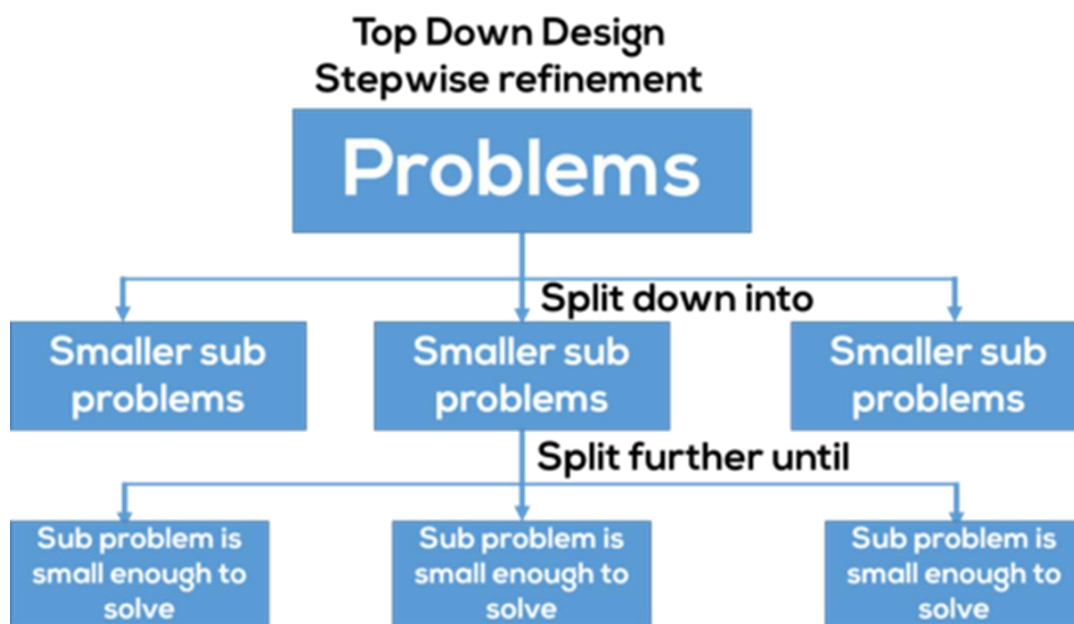 Top Down Design
Stepwise refinement
Problems
Split down into
Smaller sub
problems
Smaller sub
problems
Smaller sub
problems
Split further until
Sub problem is
small enough to
solve
Sub problem is
small enough to
solve
Sub problem is
small enough to
solve